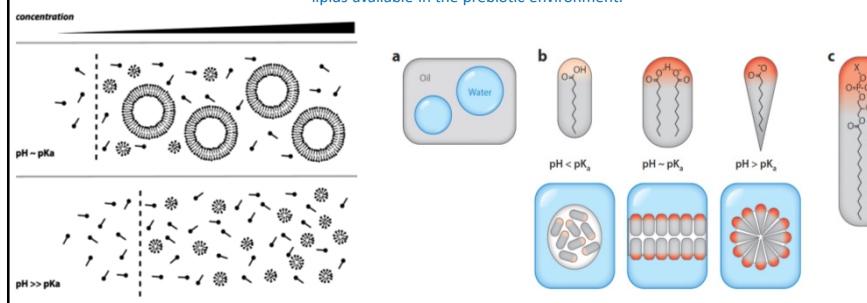 lipids available in the prebiotic environment.
concentration
pH ~ pKa
pH >> pKa
a
Oil
Water
b
OH
O
O H O
O O
⁻O
O
pH < pKₐ
pH ~ pKₐ
pH > pKₐ
c
X
O
O-P-O
O
O